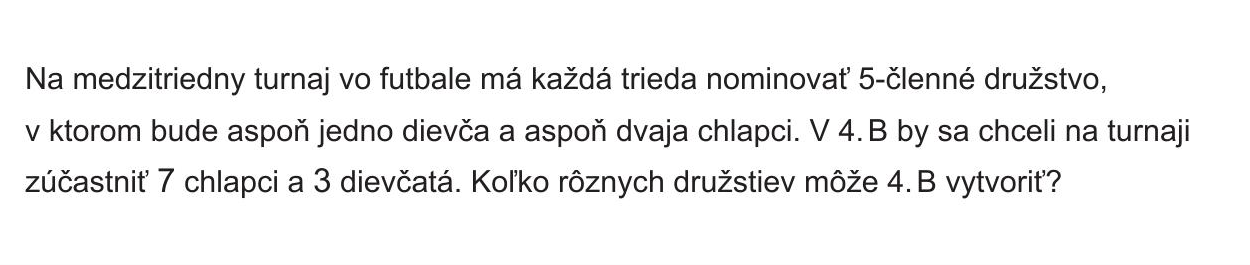 Na medzitriedny turnaj vo futbale má každá trieda nominovať 5-členné družstvo,
v ktorom bude aspoň jedno dievča a aspoň dvaja chlapci. V 4. B by sa chceli na turnaji
zúčastniť 7 chlapci a 3 dievčatá. Koľko rôznych družstiev môže 4. B vytvoriť?